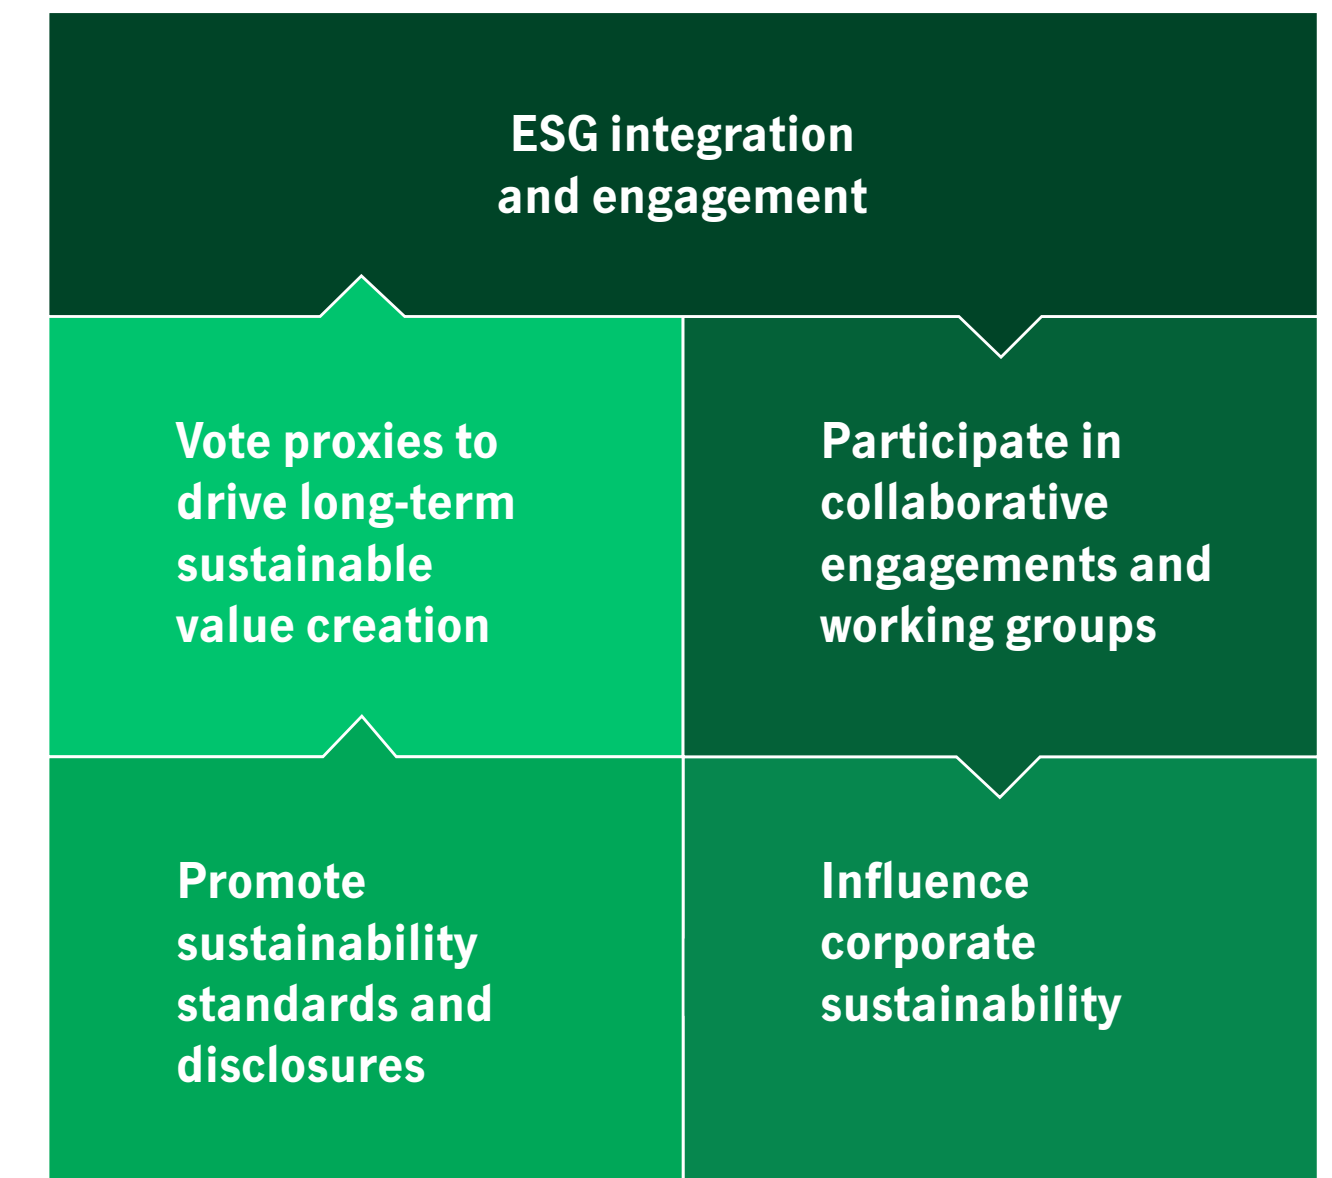 ESG integration
and engagement
Vote proxies to
drive long-term
sustainable
value creation
Participate in
collaborative
engagements and
working groups
Promote
sustainability
standards and
disclosures
Influence
corporate
sustainability